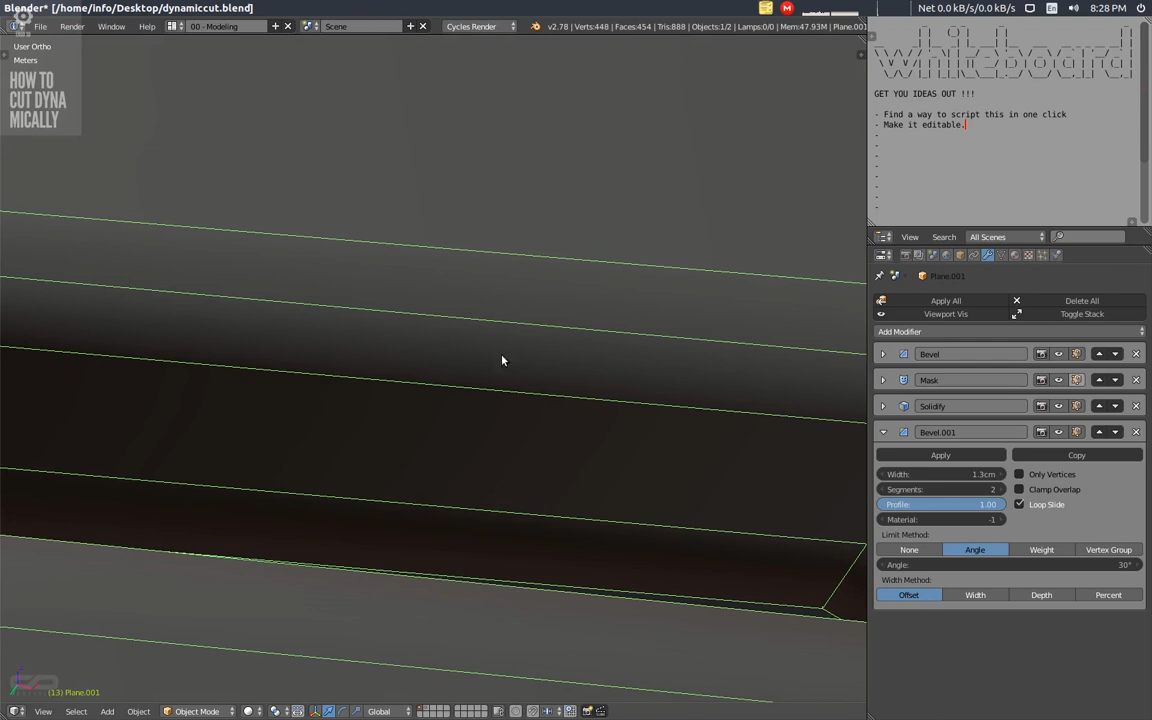 Blender* [/home/info/Desktop/dynamiccut.blend]
Net 0.0 kB/s/0.0 kB/s
En
8:28 PM
File
Render
Window
Help
00 - Modeling
Scene
Cycles Render
v2.78 | Verts:448 | Faces:454 | Tris:888 | Objects:1/2 | Lamps:0/0 | Mem:47.93M | Plane.001
User Ortho
Meters
HOW TO
CUT DYNA
MICALLY
whiteboard
GET YOU IDEAS OUT !!!
- Find a way to script this in one click
- Make it editable.
-
-
-
-
-
-
-
-
View
Search
All Scenes
Plane.001
Apply All
Delete All
Viewport Vis
Toggle Stack
Add Modifier
Bevel
Mask
Solidify
Bevel.001
Apply
Copy
Width: 1.3cm
Only Vertices
Segments: 2
Clamp Overlap
Profile: 1.00
Loop Slide
Material: -1
Limit Method:
None
Angle
Weight
Vertex Group
Angle: 30°
Width Method:
Offset
Width
Depth
Percent
(13) Plane.001
View
Select
Add
Object
Object Mode
Global